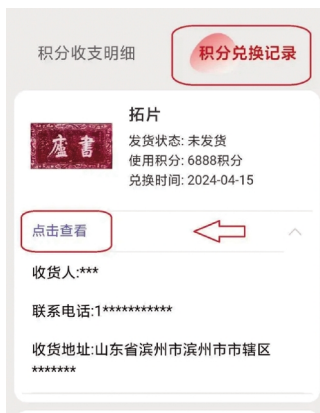 积分收支明细 积分兑换记录
拓片
廬書
发货状态: 未发货
使用积分: 6888积分
兑换时间: 2024-04-15
点击查看
收货人:***
联系电话:1**********
收货地址:山东省滨州市滨州市市辖区
*******